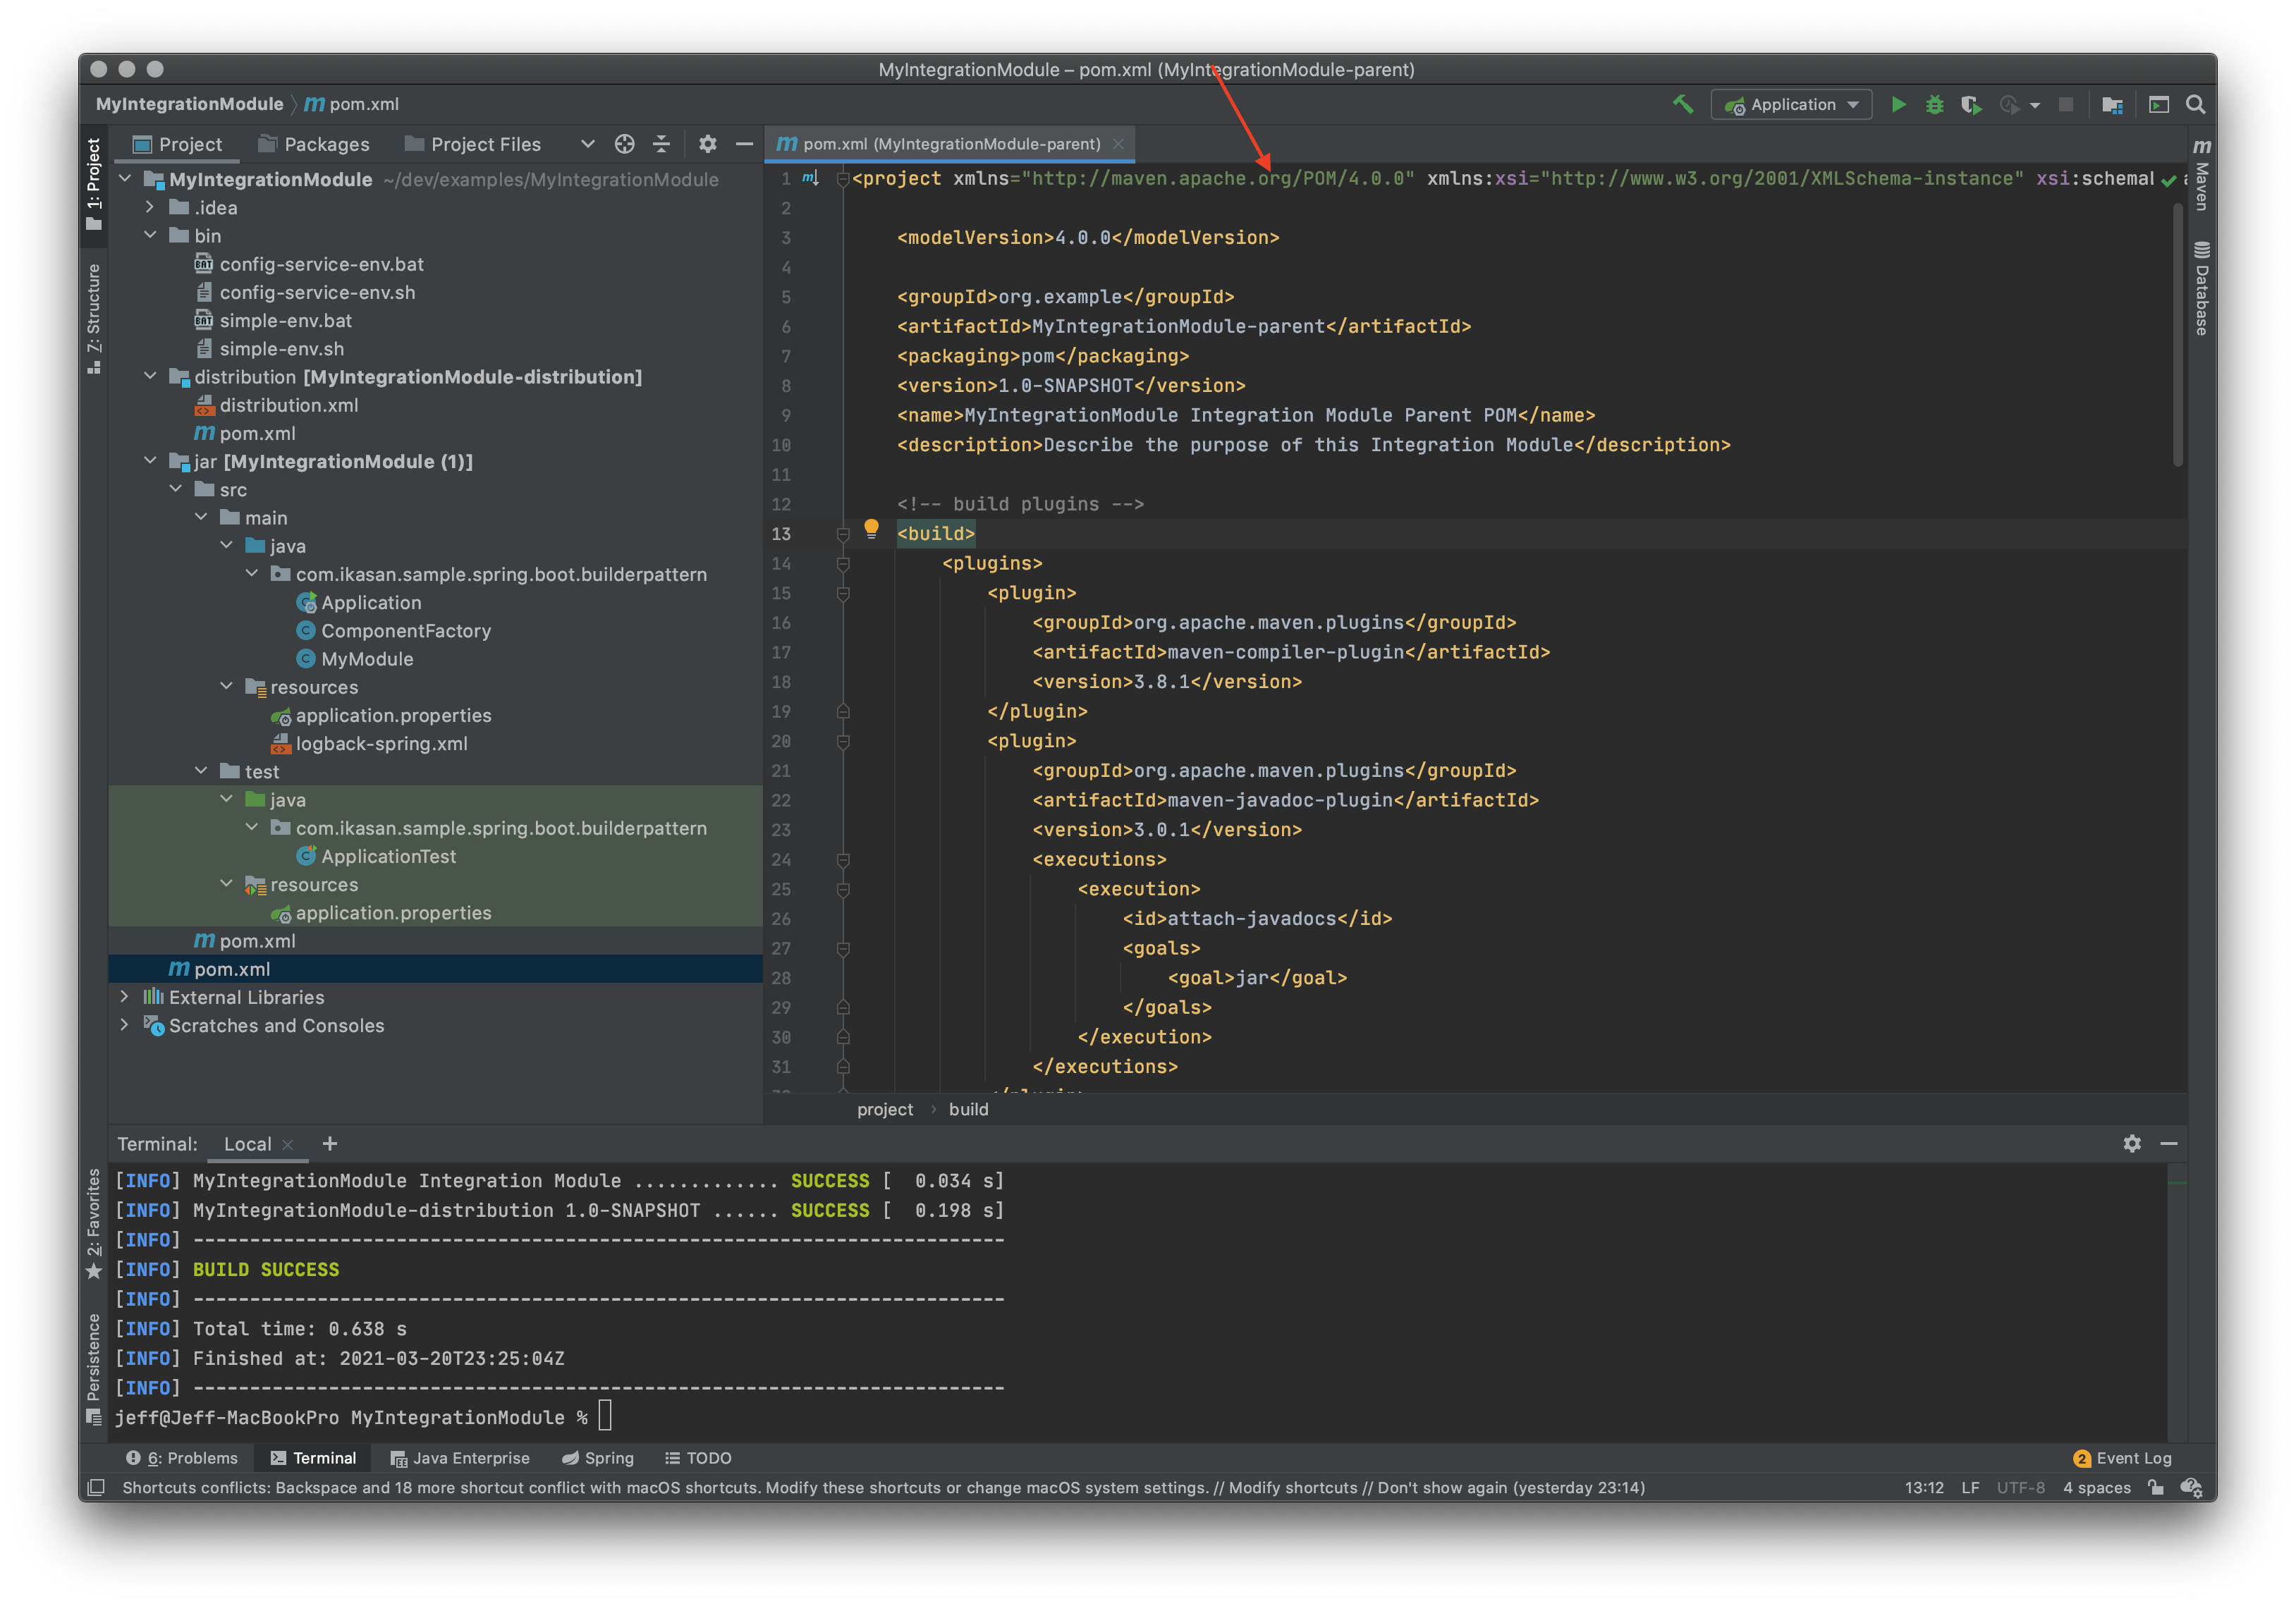 MyIntegrationModule – pom.xml (MyIntegrationModule-parent)
MyIntegrationModule
pom.xml
Application
1: Project
Z: Structure
2: Favorites
Persistence
Project
Packages
Project Files
MyIntegrationModule ~/dev/examples/MyIntegrationModule
.idea
bin
config-service-env.bat
config-service-env.sh
simple-env.bat
simple-env.sh
distribution [MyIntegrationModule-distribution]
distribution.xml
pom.xml
jar [MyIntegrationModule (1)]
src
main
java
com.ikasan.sample.spring.boot.builderpattern
Application
ComponentFactory
MyModule
resources
application.properties
logback-spring.xml
test
java
com.ikasan.sample.spring.boot.builderpattern
ApplicationTest
resources
application.properties
pom.xml
pom.xml
External Libraries
Scratches and Consoles
pom.xml (MyIntegrationModule-parent)
1 <project xmlns="http://maven.apache.org/POM/4.0.0" xmlns:xsi="http://www.w3.org/2001/XMLSchema-instance" xsi:schemaL
2
3 <modelVersion>4.0.0</modelVersion>
4
5 <groupId>org.example</groupId>
6 <artifactId>MyIntegrationModule-parent</artifactId>
7 <packaging>pom</packaging>
8 <version>1.0-SNAPSHOT</version>
9 <name>MyIntegrationModule Integration Module Parent POM</name>
10 <description>Describe the purpose of this Integration Module</description>
11
12 <!-- build plugins -->
13 <build>
14 <plugins>
15 <plugin>
16 <groupId>org.apache.maven.plugins</groupId>
17 <artifactId>maven-compiler-plugin</artifactId>
18 <version>3.8.1</version>
19 </plugin>
20 <plugin>
21 <groupId>org.apache.maven.plugins</groupId>
22 <artifactId>maven-javadoc-plugin</artifactId>
23 <version>3.0.1</version>
24 <executions>
25 <execution>
26 <id>attach-javadocs</id>
27 <goals>
28 <goal>jar</goal>
29 </goals>
30 </execution>
31 </executions>
project › build
Maven
Database
Terminal: Local
[INFO] MyIntegrationModule Integration Module ............. SUCCESS [  0.034 s]
[INFO] MyIntegrationModule-distribution 1.0-SNAPSHOT ...... SUCCESS [  0.198 s]
[INFO] ------------------------------------------------------------------------
[INFO] BUILD SUCCESS
[INFO] ------------------------------------------------------------------------
[INFO] Total time: 0.638 s
[INFO] Finished at: 2021-03-20T23:25:04Z
[INFO] ------------------------------------------------------------------------
jeff@Jeff-MacBookPro MyIntegrationModule %
6: Problems
Terminal
Java Enterprise
Spring
TODO
2 Event Log
Shortcuts conflicts: Backspace and 18 more shortcut conflict with macOS shortcuts. Modify these shortcuts or change macOS system settings. // Modify shortcuts // Don't show again (yesterday 23:14)
13:12 LF UTF-8 4 spaces